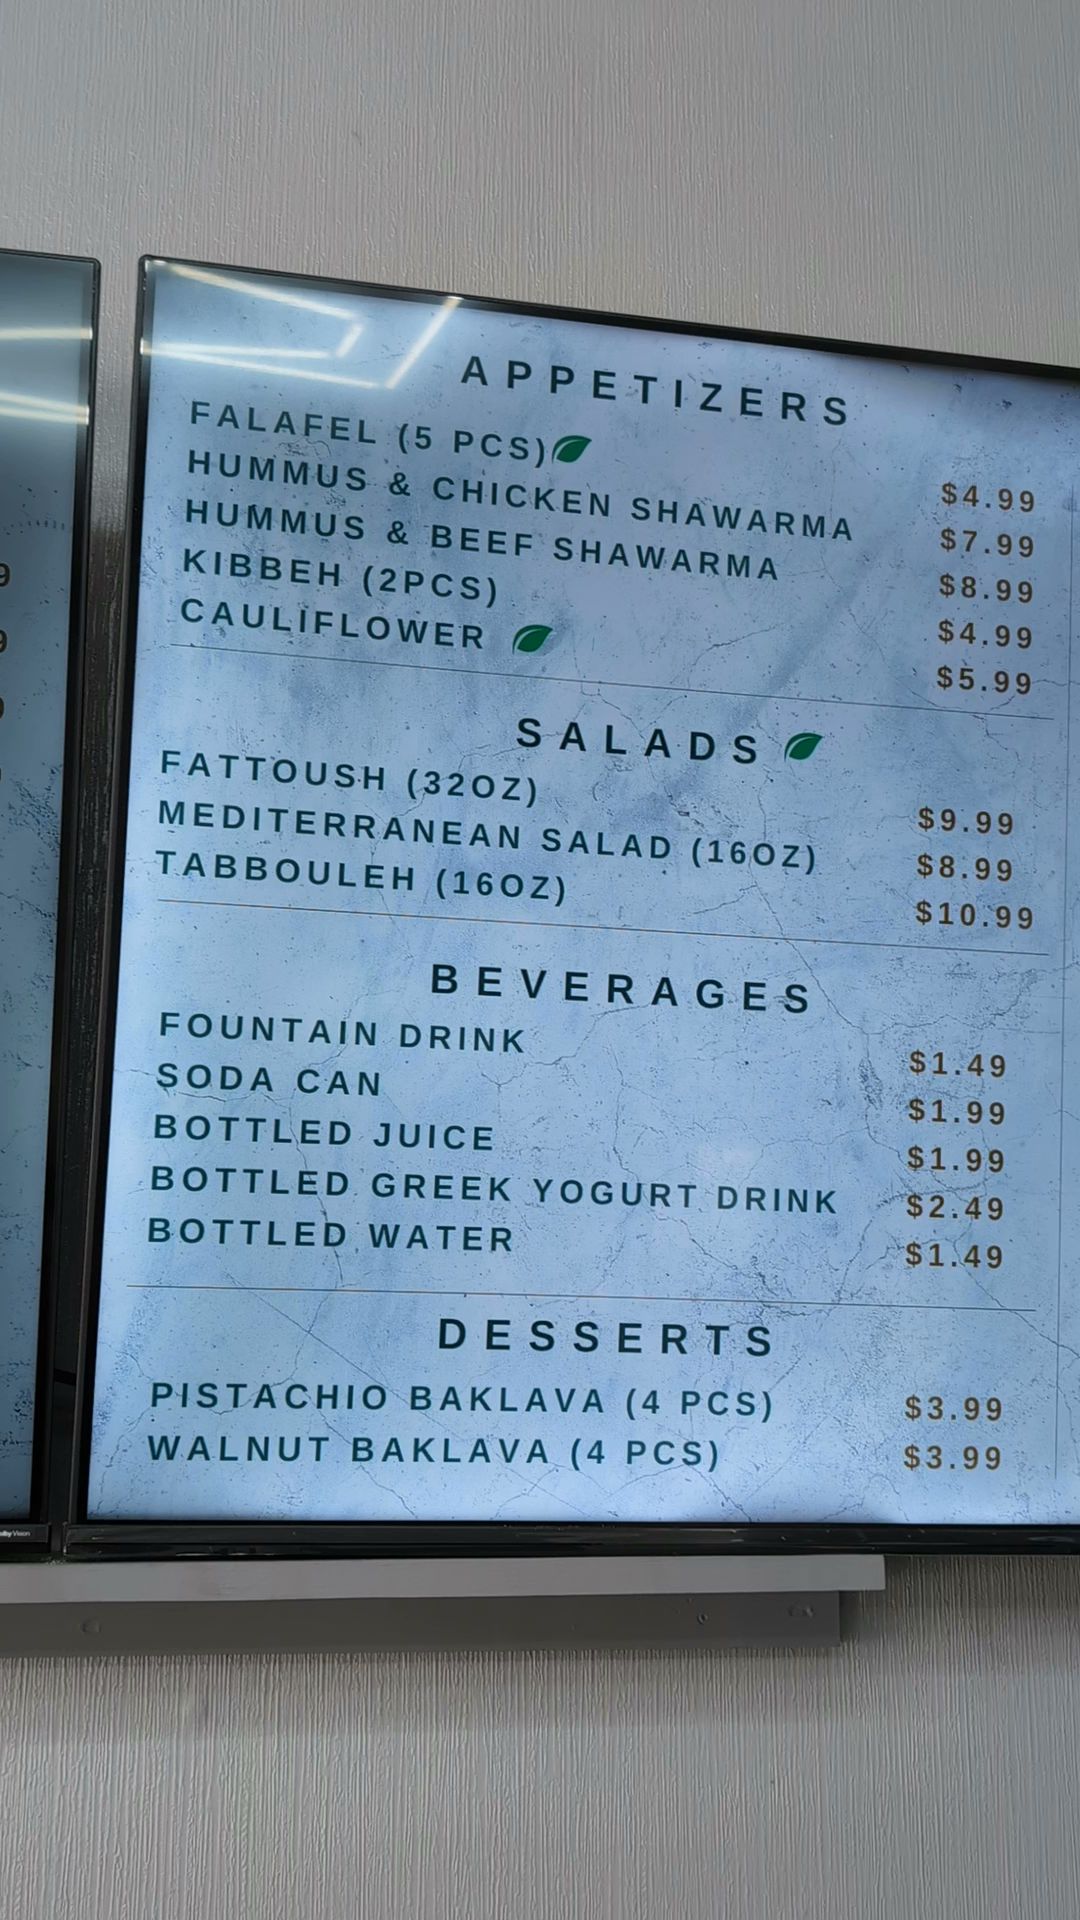 APPETIZERS
FALAFEL (5 PCS) $4.99
HUMMUS & CHICKEN SHAWARMA $7.99
HUMMUS & BEEF SHAWARMA $8.99
KIBBEH (2PCS) $4.99
CAULIFLOWER $5.99
SALADS
FATTOUSH (32OZ) $9.99
MEDITERRANEAN SALAD (16OZ) $8.99
TABBOULEH (16OZ) $10.99
BEVERAGES
FOUNTAIN DRINK $1.49
SODA CAN $1.99
BOTTLED JUICE $1.99
BOTTLED GREEK YOGURT DRINK $2.49
BOTTLED WATER $1.49
DESSERTS
PISTACHIO BAKLAVA (4 PCS) $3.99
WALNUT BAKLAVA (4 PCS) $3.99